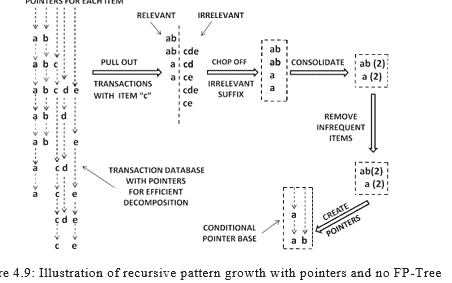 POINTERS FOR EACH ITEM
RELEVANT IRRELEVANT
a b
a b c
a b c d e
a b d
a b e
a c d
a c e
c d e
c e
PULL OUT
TRANSACTIONS
WITH ITEM "c"
ab
ab cde
a cd
a ce
cde
ce
CHOP OFF
IRRELEVANT
SUFFIX
ab
ab
a
a
CONSOLIDATE
ab (2)
a (2)
REMOVE
INFREQUENT
ITEMS
ab(2)
a (2)
CREATE
POINTERS
a
a b
CONDITIONAL
POINTER BASE
TRANSACTION DATABASE
WITH POINTERS
FOR EFFICIENT
DECOMPOSITION
re 4.9: Illustration of recursive pattern growth with pointers and no FP-Tree